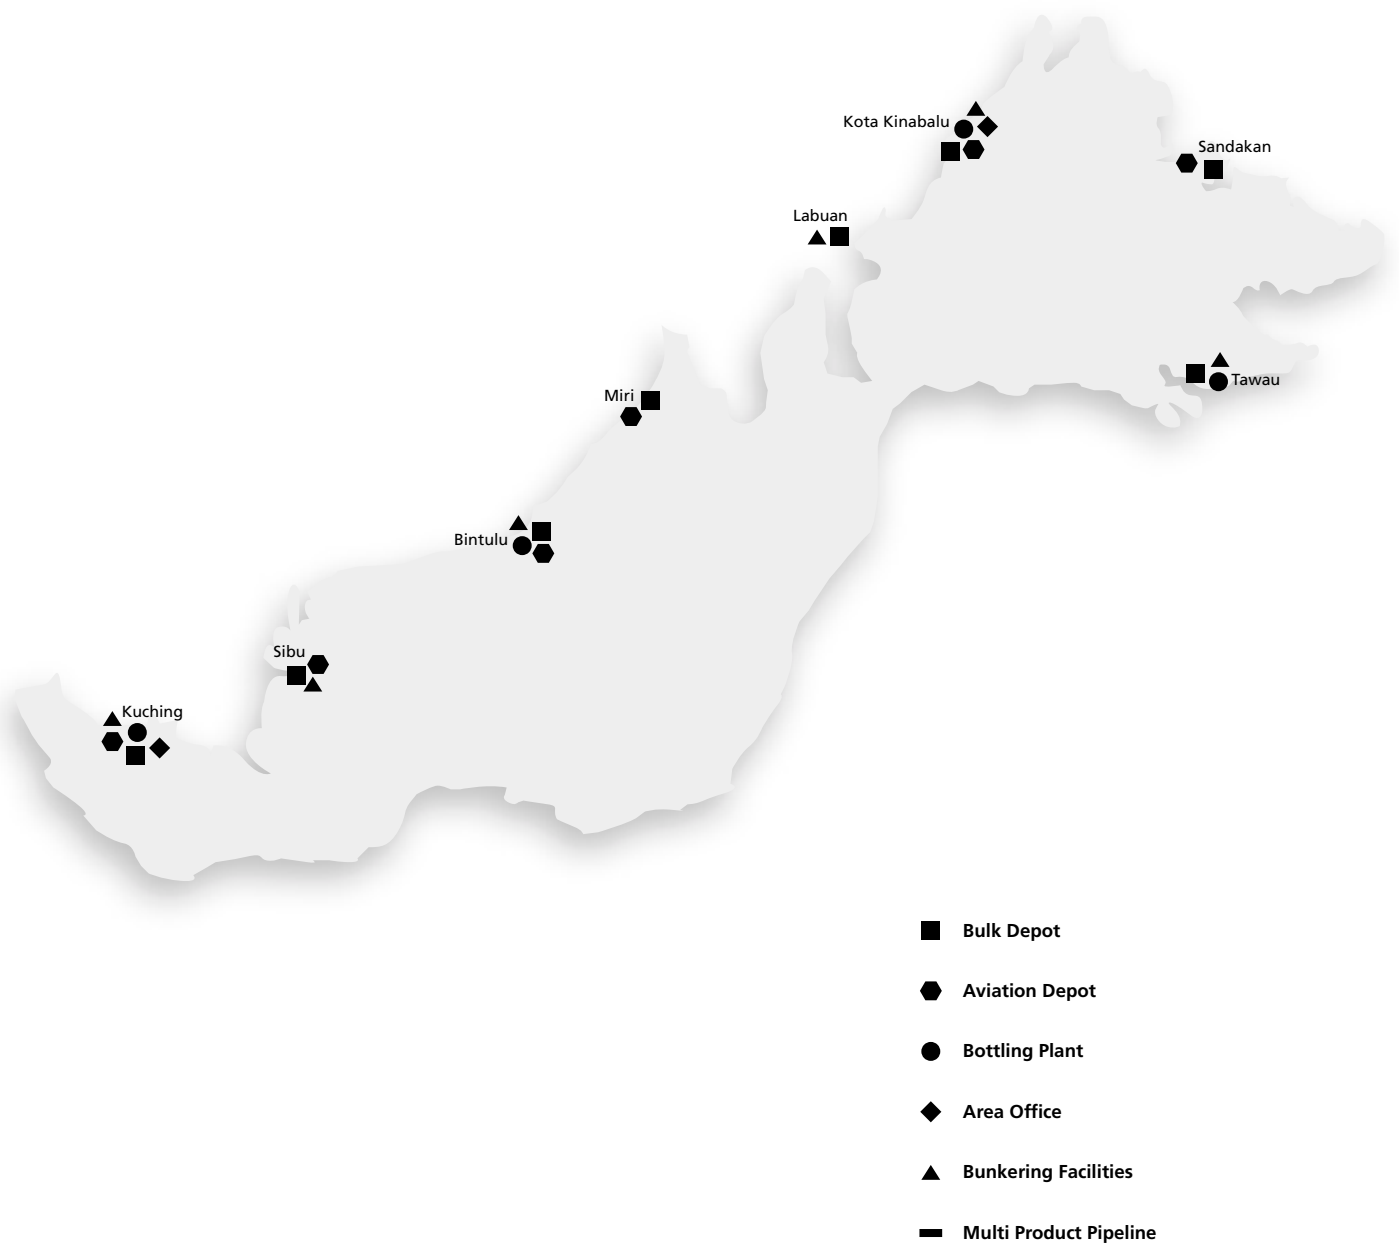 Kota Kinabalu
Sandakan
Labuan
Tawau
Miri
Bintulu
Sibu
Kuching
Bulk Depot
Aviation Depot
Bottling Plant
Area Office
Bunkering Facilities
Multi Product Pipeline